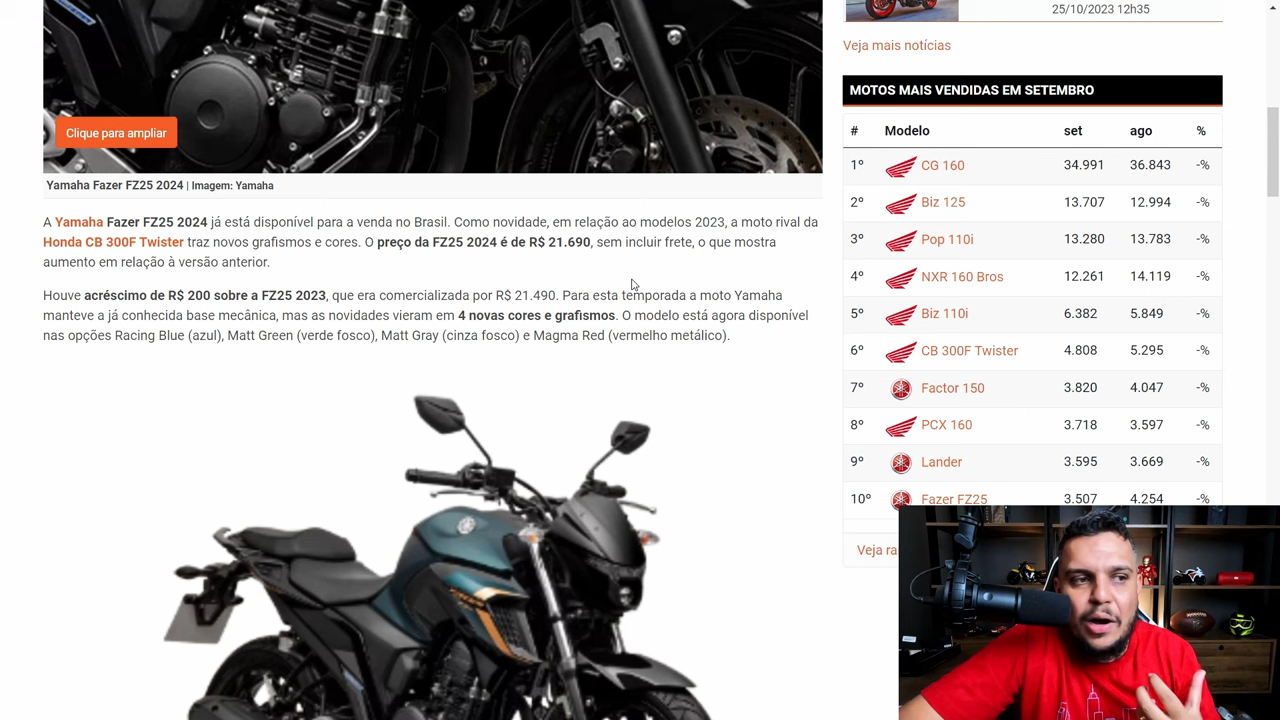 Clique para ampliar
Yamaha Fazer FZ25 2024 | Imagem: Yamaha
A Yamaha Fazer FZ25 2024 já está disponível para a venda no Brasil. Como novidade, em relação ao modelos 2023, a moto rival da
Honda CB 300F Twister traz novos grafismos e cores. O preço da FZ25 2024 é de R$ 21.690, sem incluir frete, o que mostra
aumento em relação à versão anterior.
Houve acréscimo de R$ 200 sobre a FZ25 2023, que era comercializada por R$ 21.490. Para esta temporada a moto Yamaha
manteve a já conhecida base mecânica, mas as novidades vieram em 4 novas cores e grafismos. O modelo está agora disponível
nas opções Racing Blue (azul), Matt Green (verde fosco), Matt Gray (cinza fosco) e Magma Red (vermelho metálico).
25/10/2023 12h35
Veja mais notícias
MOTOS MAIS VENDIDAS EM SETEMBRO
# Modelo set ago %
1º CG 160 34.991 36.843 -%
2º Biz 125 13.707 12.994 -%
3º Pop 110i 13.280 13.783 -%
4º NXR 160 Bros 12.261 14.119 -%
5º Biz 110i 6.382 5.849 -%
6º CB 300F Twister 4.808 5.295 -%
7º Factor 150 3.820 4.047 -%
8º PCX 160 3.718 3.597 -%
9º Lander 3.595 3.669 -%
10º Fazer FZ25 3.507 4.254 -%
Veja ra